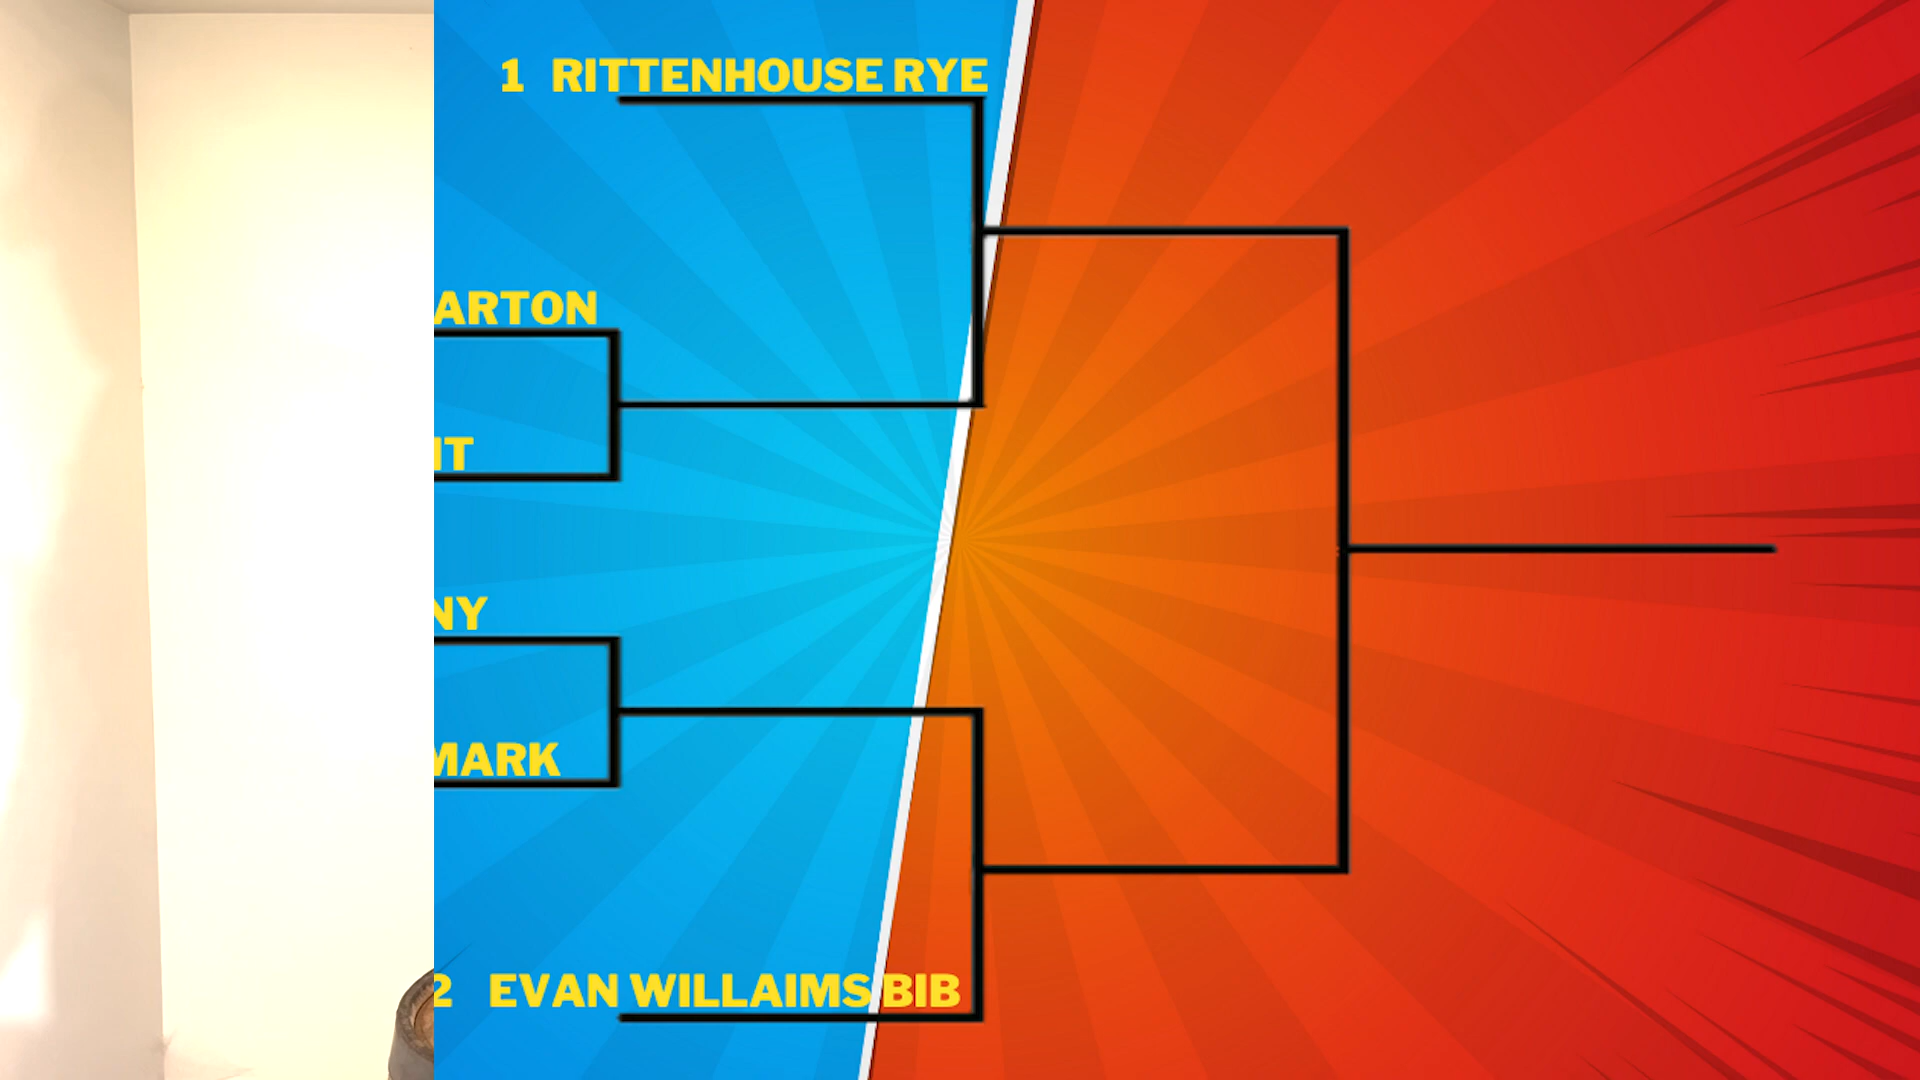 1 RITTENHOUSE RYE
ARTON
IT
NY
MARK
2 EVAN WILLAIMS BIB